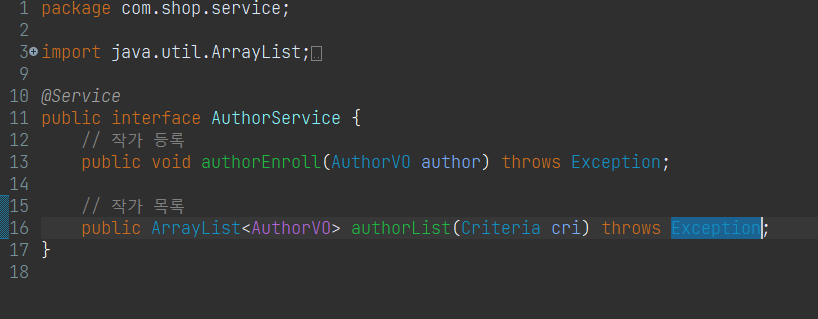 1 package com.shop.service;
2
3 import java.util.ArrayList;
9
10 @Service
11 public interface AuthorService {
12 // 작가 등록
13 public void authorEnroll(AuthorVO author) throws Exception;
14
15 // 작가 목록
16 public ArrayList<AuthorVO> authorList(Criteria cri) throws Exception;
17 }
18